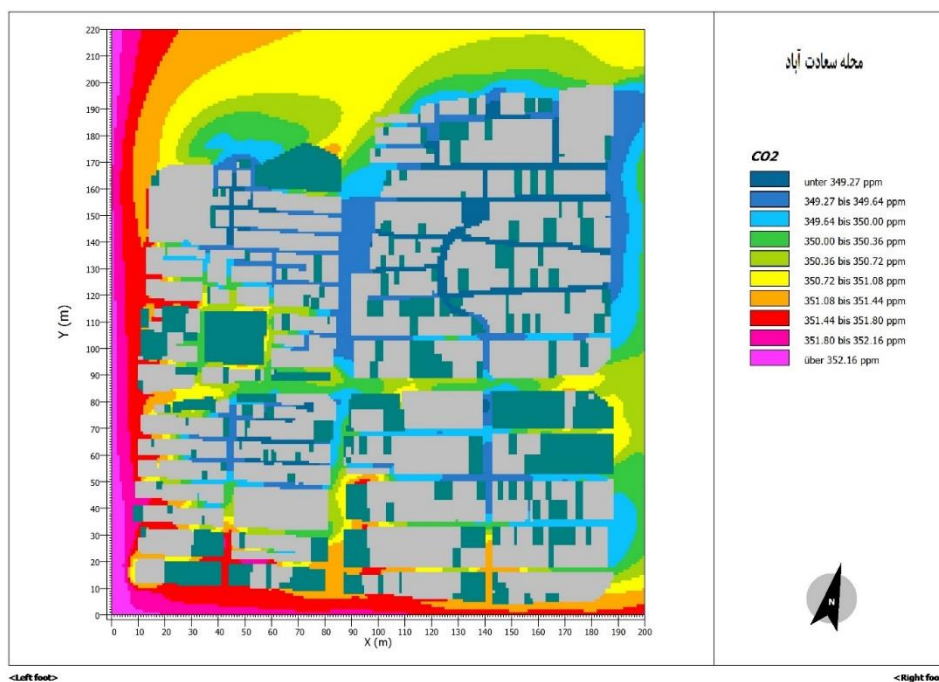 محله سعادت آباد
CO2
unter 349.27 ppm
349.27 bis 349.64 ppm
349.64 bis 350.00 ppm
350.00 bis 350.36 ppm
350.36 bis 350.72 ppm
350.72 bis 351.08 ppm
351.08 bis 351.44 ppm
351.44 bis 351.80 ppm
351.80 bis 352.16 ppm
über 352.16 ppm
N
220
210
200
190
180
170
160
150
140
130
120
110
100
90
80
70
60
50
40
30
20
10
0
Y (m)
0 10 20 30 40 50 60 70 80 90 100 110 120 130 140 150 160 170 180 190 200
X (m)
<Left foot>
<Right foo